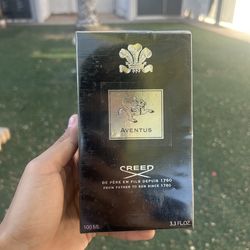 AVENTUS
CREED
DE PÈRE EN FILS DEPUIS 1760
FROM FATHER TO SON SINCE 1760
100 ML 3.3 FL.OZ